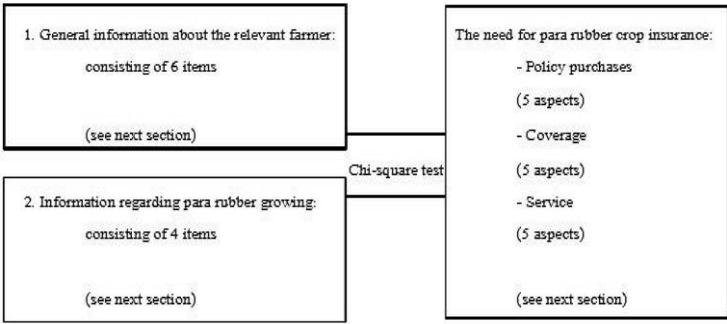 1. General information about the relevant farmer:
consisting of 6 items
(see next section)
2. Information regarding para rubber growing:
consisting of 4 items
(see next section)
Chi-square test
The need for para rubber crop insurance:
- Policy purchases
(5 aspects)
- Coverage
(5 aspects)
- Service
(5 aspects)
(see next section)